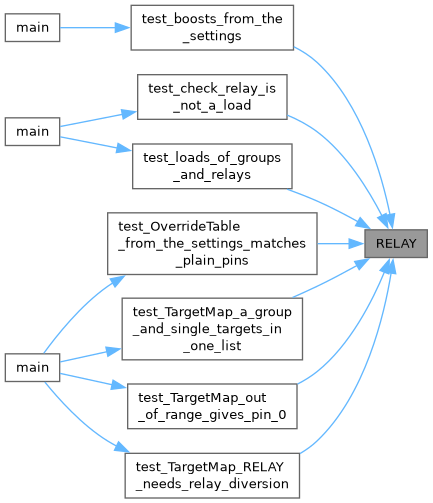 main
test_boosts_from_the
_settings
test_check_relay_is
_not_a_load
main
test_loads_of_groups
_and_relays
test_OverrideTable
_from_the_settings_matches
_plain_pins
RELAY
test_TargetMap_a_group
_and_single_targets_in
_one_list
main
test_TargetMap_out
_of_range_gives_pin_0
test_TargetMap_RELAY
_needs_relay_diversion